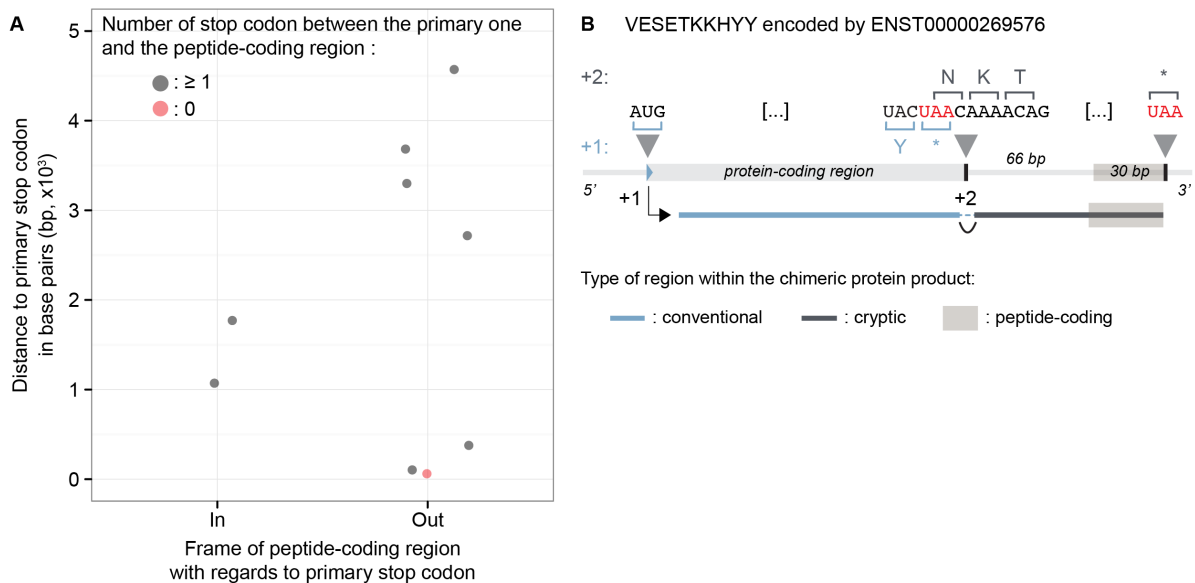 A
Number of stop codon between the primary one
and the peptide-coding region :
: ≥ 1
: 0
Distance to primary stop codon
in base pairs (bp, x10³)
5
4
3
2
1
0
In
Out
Frame of peptide-coding region
with regards to primary stop codon
B
VESETKKHYY encoded by ENST00000269576
+2:
N K T *
AUG [...] UACUAACAAAACAG [...] UAA
+1:
Y *
protein-coding region
66 bp
30 bp
5’
3’
+1
+2
Type of region within the chimeric protein product:
: conventional
: cryptic
: peptide-coding